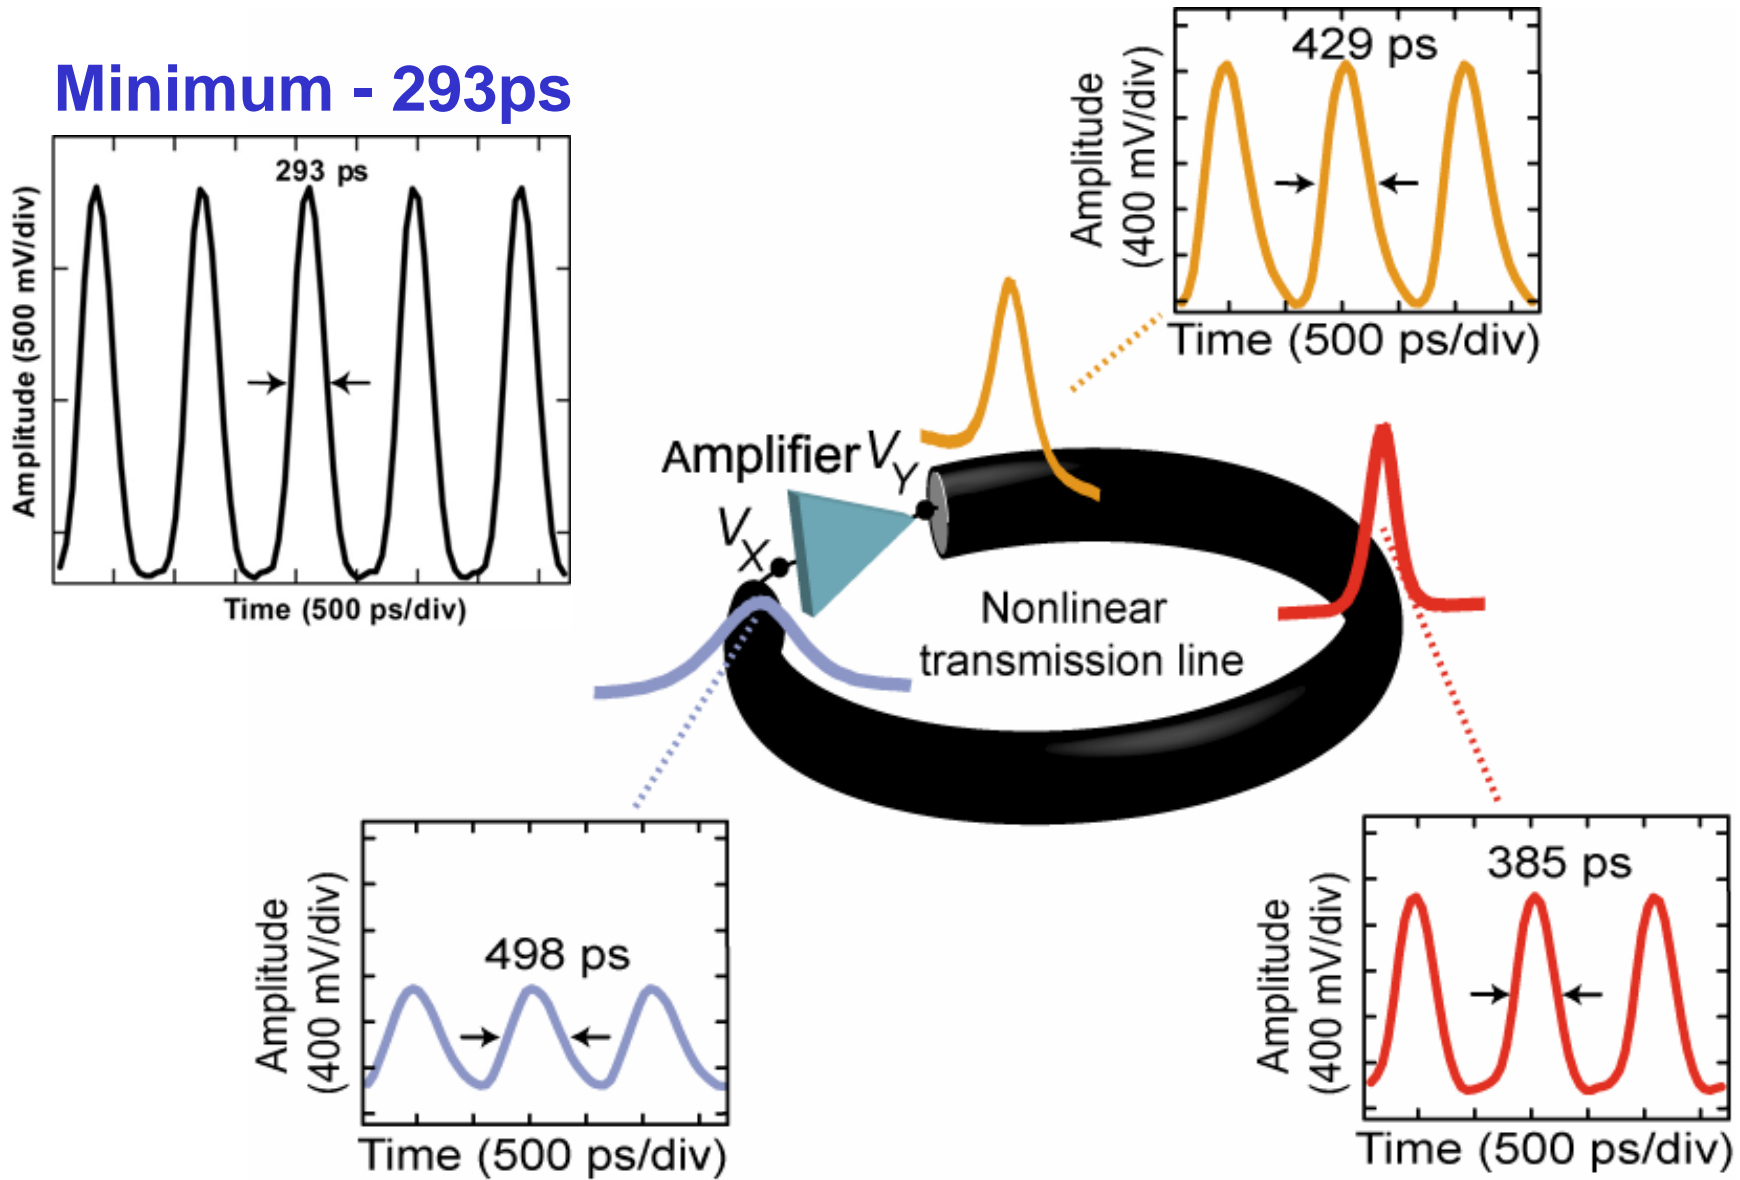 Minimum - 293ps
293 ps
Amplitude (500 mV/div)
Time (500 ps/div)
429 ps
Amplitude
(400 mV/div)
Time (500 ps/div)
Amplifier
VY
VX
Nonlinear
transmission line
498 ps
Amplitude
(400 mV/div)
Time (500 ps/div)
385 ps
Amplitude
(400 mV/div)
Time (500 ps/div)